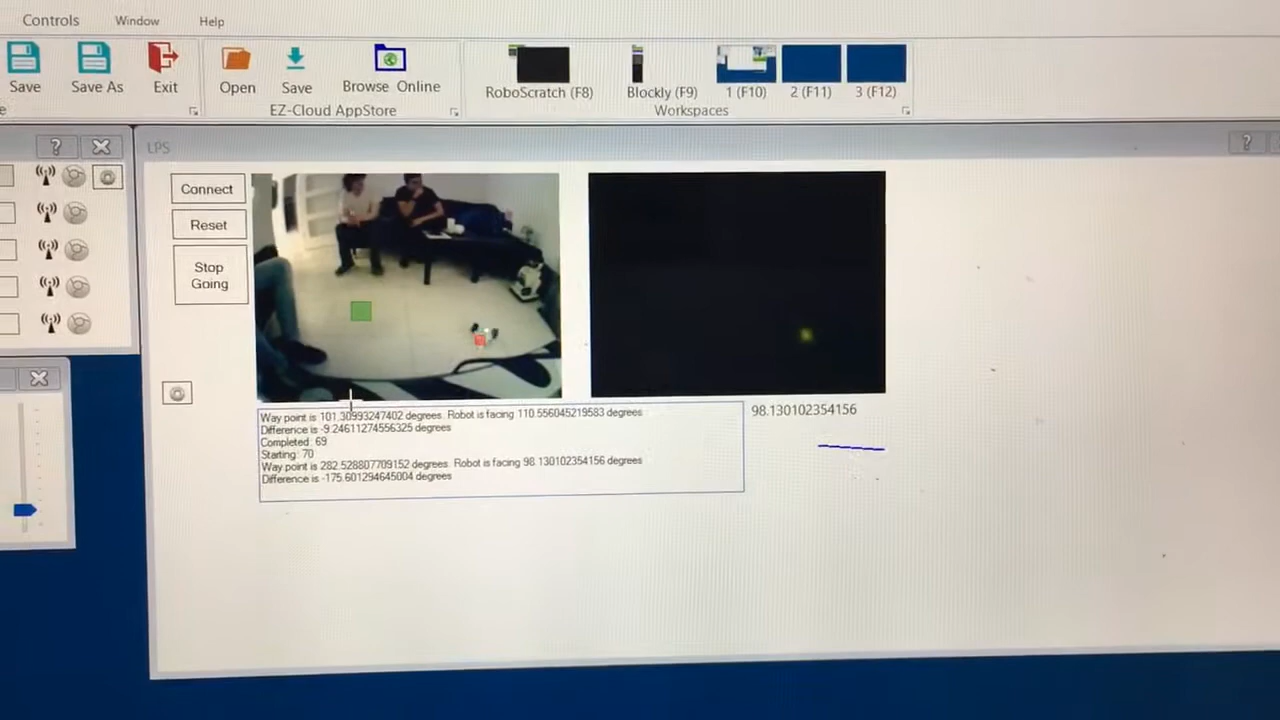 Controls Window Help
Save Save As Exit Open Save Browse Online RoboScratch (F8) Blockly (F9) 1 (F10) 2 (F11) 3 (F12)
EZ-Cloud AppStore Workspaces
? LPS ?
Connect
Reset
Stop
Going
Way point is 101.30993247402 degrees. Robot is facing 110.556045219583 degrees
98.130102354156
Difference is -9.24611274556325 degrees
Completed: 69
Starting: 70
Way point is 282.528807709152 degrees. Robot is facing 98.130102354156 degrees
Difference is -175.601294645004 degrees